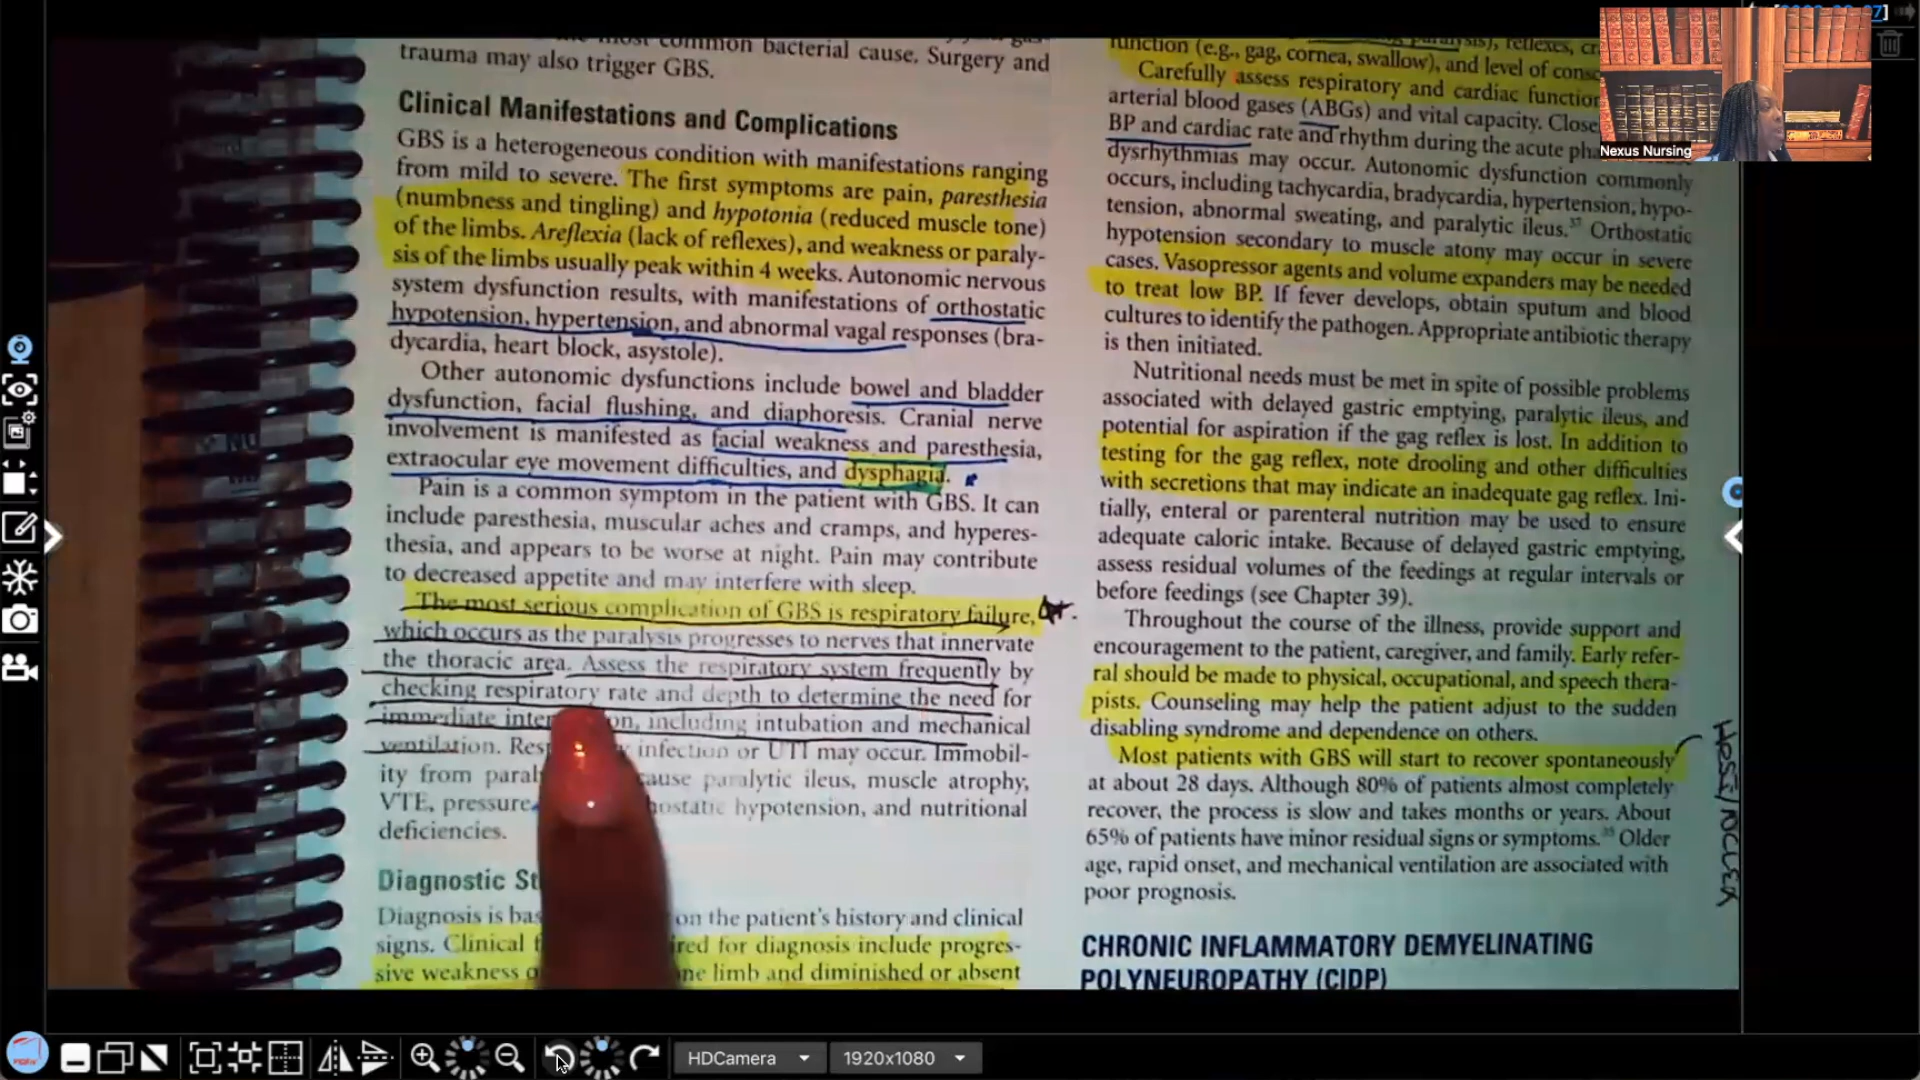 most common bacterial cause. Surgery and
trauma may also trigger GBS.
Clinical Manifestations and Complications
GBS is a heterogeneous condition with manifestations ranging
from mild to severe. The first symptoms are pain, paresthesia
(numbness and tingling) and hypotonia (reduced muscle tone)
of the limbs. Areflexia (lack of reflexes), and weakness or paraly-
sis of the limbs usually peak within 4 weeks. Autonomic nervous
system dysfunction results, with manifestations of orthostatic
hypotension, hypertension, and abnormal vagal responses (bra-
dycardia, heart block, asystole).
Other autonomic dysfunctions include bowel and bladder
dysfunction, facial flushing, and diaphoresis. Cranial nerve
involvement is manifested as facial weakness and paresthesia,
extraocular eye movement difficulties, and dysphagia.
Pain is a common symptom in the patient with GBS. It can
include paresthesia, muscular aches and cramps, and hyperes-
thesia, and appears to be worse at night. Pain may contribute
to decreased appetite and may interfere with sleep.
The most serious complication of GBS is respiratory failure,
which occurs as the paralysis progresses to nerves that innervate
the thoracic area. Assess the respiratory system frequently by
checking respiratory rate and depth to determine the need for
immediate including intubation and mechanical
ventilation. infection or UTI may occur. Immobil-
ity from paralytic ileus, muscle atrophy,
VTE, pressure hypotension, and nutritional
deficiencies.
Diagnostic
Diagnosis is on the patient's history and clinical
signs. Clinical for diagnosis include progres-
sive weakness limb and diminished or absent
reflexes,
function (e.g., gag, cornea, swallow), and level of
Carefully assess respiratory and cardiac
arterial blood gases (ABGs) and vital capacity.
BP and cardiac rate and rhythm during the acute
dysrhythmias may occur. Autonomic dysfunction commonly
occurs, including tachycardia, bradycardia, hypertension, hypo-
tension, abnormal sweating, and paralytic ileus.37 Orthostatic
hypotension secondary to muscle atony may occur in severe
cases. Vasopressor agents and volume expanders may be needed
to treat low BP. If fever develops, obtain sputum and blood
cultures to identify the pathogen. Appropriate antibiotic therapy
is then initiated.
Nutritional needs must be met in spite of possible problems
associated with delayed gastric emptying, paralytic ileus, and
potential for aspiration if the gag reflex is lost. In addition to
testing for the gag reflex, note drooling and other difficulties
with secretions that may indicate an inadequate gag reflex. Ini-
tially, enteral or parenteral nutrition may be used to ensure
adequate caloric intake. Because of delayed gastric emptying,
assess residual volumes of the feedings at regular intervals or
before feedings (see Chapter 39).
Throughout the course of the illness, provide support and
encouragement to the patient, caregiver, and family. Early refer-
ral should be made to physical, occupational, and speech thera-
pists. Counseling may help the patient adjust to the sudden
disabling syndrome and dependence on others.
Most patients with GBS will start to recover spontaneously
at about 28 days. Although 80% of patients almost completely
recover, the process is slow and takes months or years. About
65% of patients have minor residual signs or symptoms. Older
age, rapid onset, and mechanical ventilation are associated with
poor prognosis.
CHRONIC INFLAMMATORY DEMYELINATING
POLYNEUROPATHY (CIDP)
Nexus Nursing
HDCamera
1920x1080